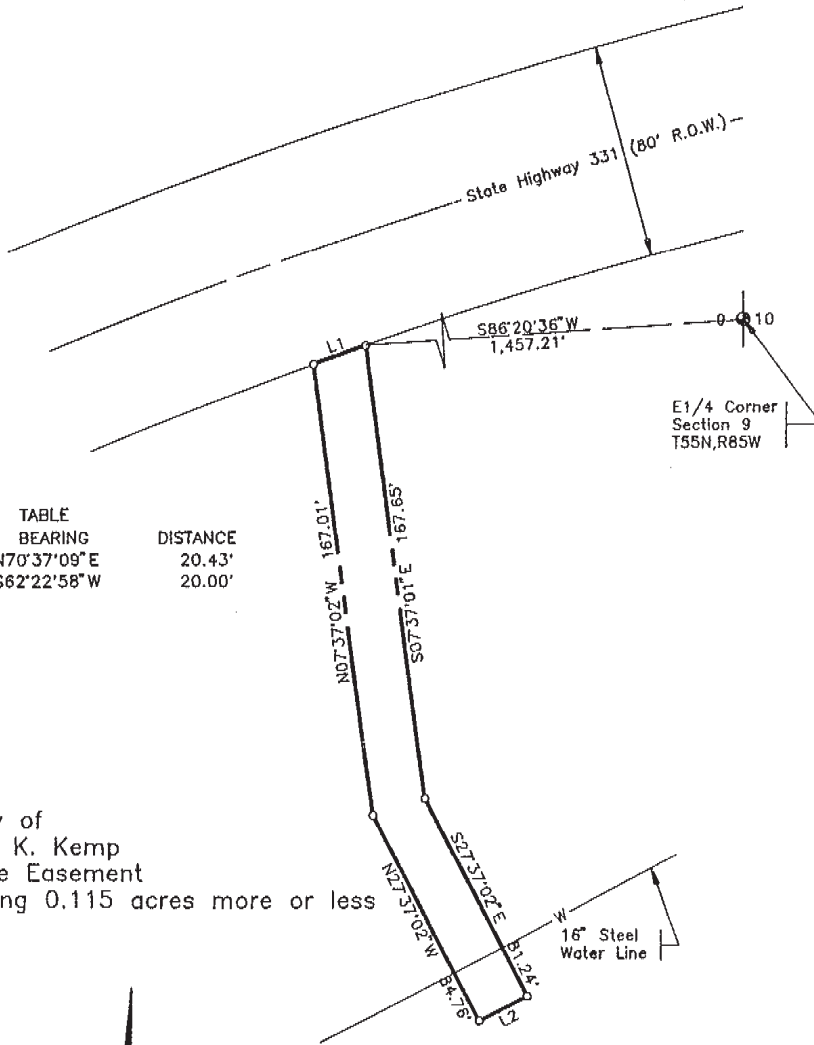 State Highway 331 (80' R.O.W.)
L1
S86°20'36"W
1,457.21'
9 10
E1/4 Corner
Section 9
T55N,R85W
TABLE
BEARING DISTANCE
N70°37'09"E 20.43'
S62°22'58"W 20.00'
N07°37'02"W 167.01'
S07°37'01"E 167.65'
of
K. Kemp
Easement
0.115 acres more or less
S27°37'02"E 81.24'
N27°37'02"W 84.76'
W
16" Steel
Water Line
L2